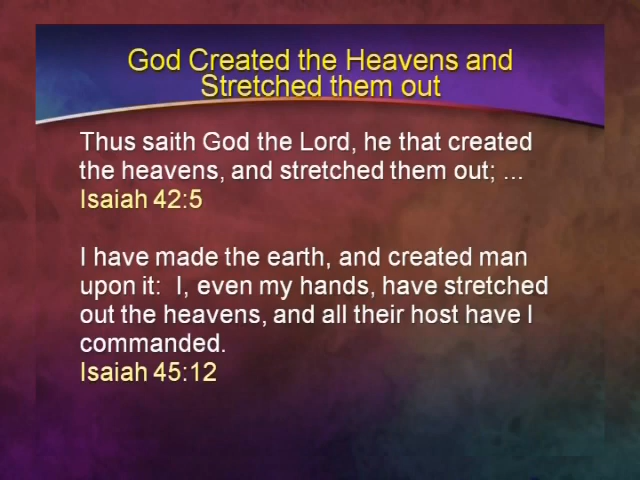 God Created the Heavens and
Stretched them out
Thus saith God the Lord, he that created
the heavens, and stretched them out; ...
Isaiah 42:5
I have made the earth, and created man
upon it:  I, even my hands, have stretched
out the heavens, and all their host have I
commanded.
Isaiah 45:12